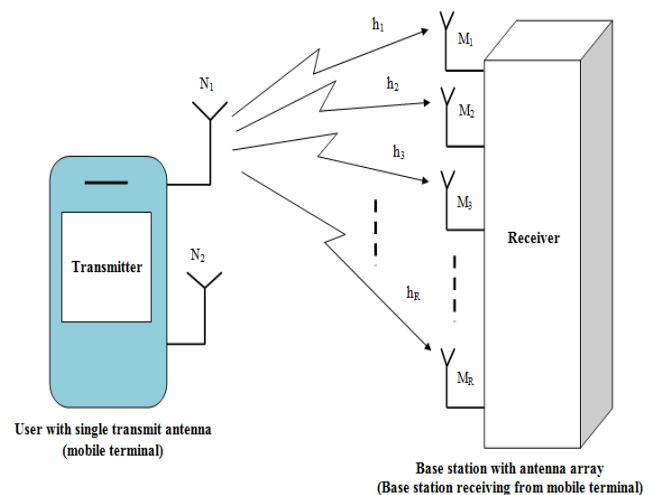 h1
M1
N1
h2
M2
h3
M3
Transmitter
N2
Receiver
hR
MR
User with single transmit antenna
(mobile terminal)
Base station with antenna array
(Base station receiving from mobile terminal)